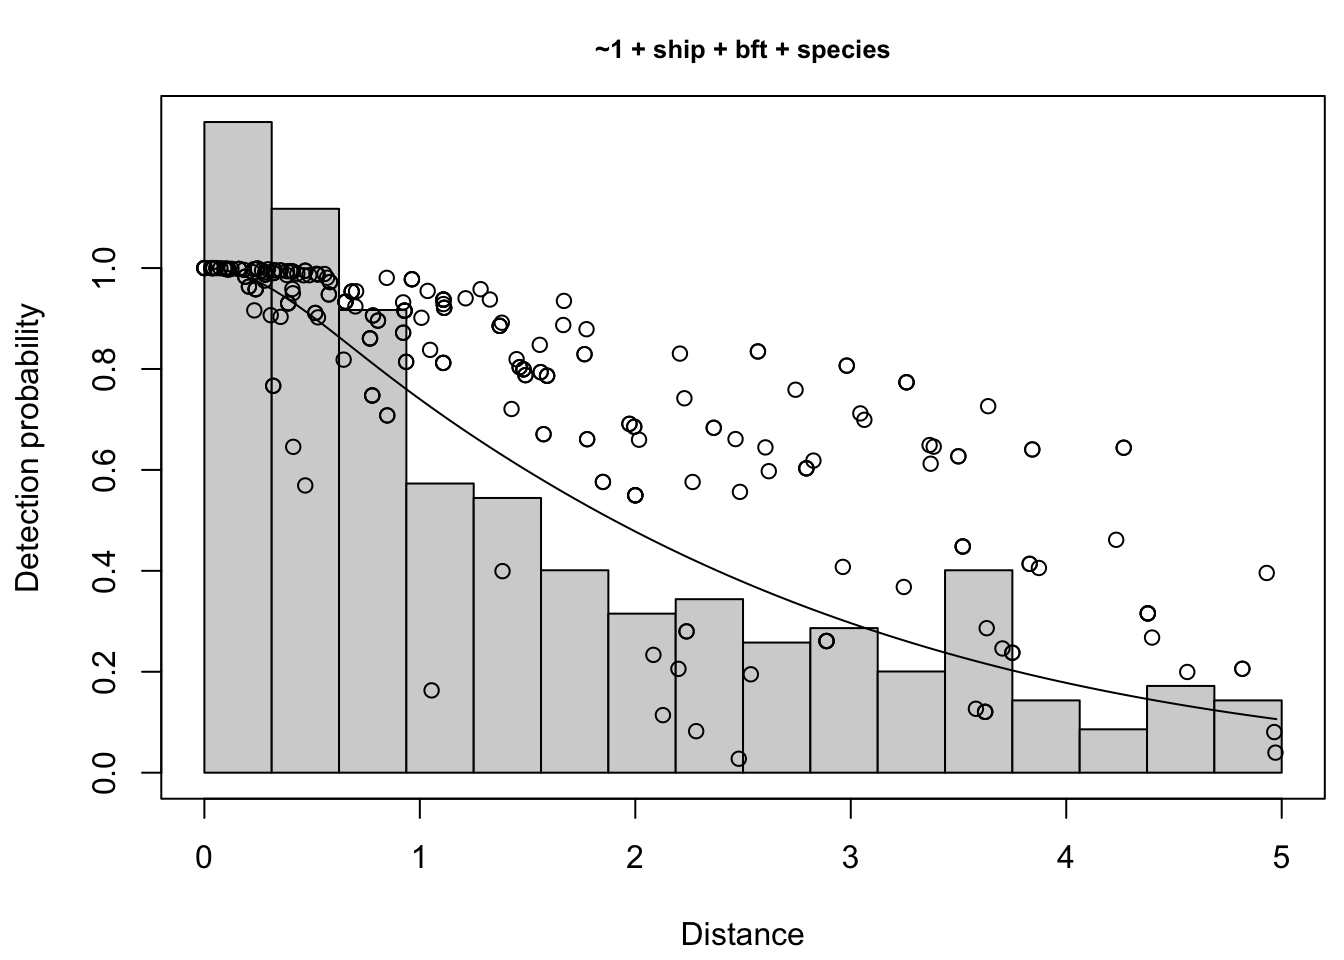 ~1 + ship + bft + species
Detection probability
1.0
0.8
0.6
0.4
0.2
0.0
0 1 2 3 4 5
Distance